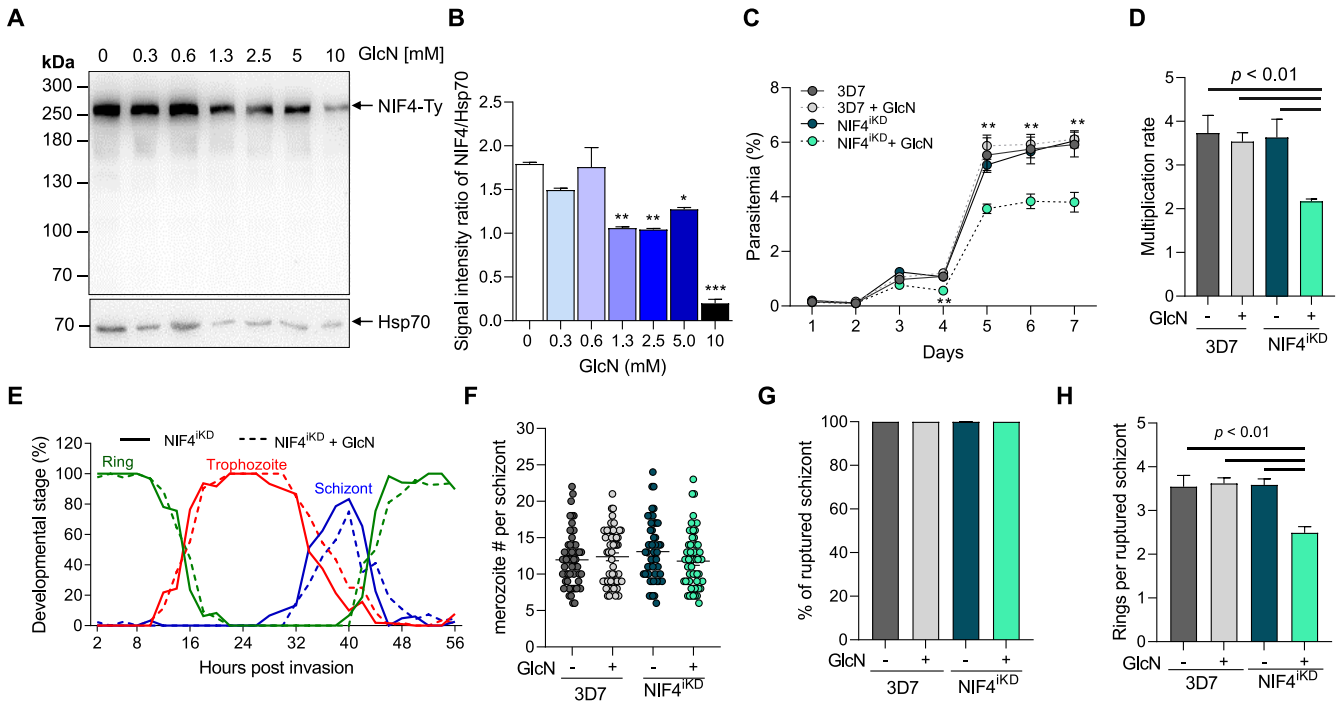 A
0 0.3 0.6 1.3 2.5 5 10 GlcN [mM]
kDa
300
250
180
130
100
70
70
NIF4-Ty
Hsp70
B
Signal intensity ratio of NIF4/Hsp70
2.5
2.0
1.5
1.0
0.5
0.0
** ** * ***
0 0.3 0.6 1.3 2.5 5.0 10
GlcN (mM)
C
Parasitemia (%)
8
6
4
2
0
3D7
3D7 + GlcN
NIF4iKD
NIF4iKD + GlcN
** ** **
**
1 2 3 4 5 6 7
Days
D
Multiplication rate
5
4
3
2
1
0
p < 0.01
GlcN - + - +
3D7 NIF4iKD
E
Developmental stage (%)
120
100
80
60
40
20
0
NIF4iKD NIF4iKD + GlcN
Ring Trophozoite
Schizont
2 8 16 24 32 40 48 56
Hours post invasion
F
merozoite # per schizont
30
25
20
15
10
5
0
GlcN - + - +
3D7 NIF4iKD
G
% of ruptured schizont
100
80
60
40
20
0
GlcN - + - +
3D7 NIF4iKD
H
Rings per ruptured schizont
5
4
3
2
1
0
p < 0.01
GlcN - + - +
3D7 NIF4iKD